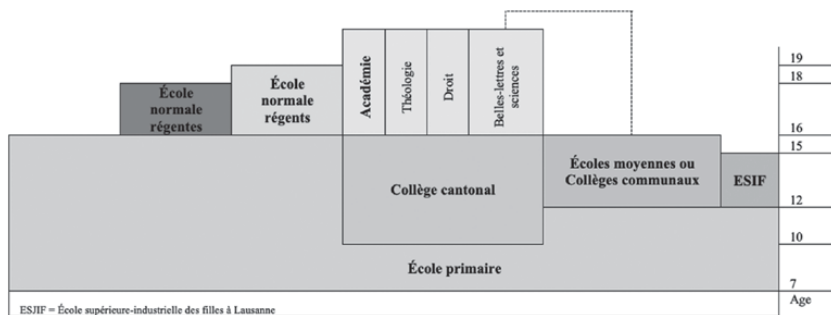 École
normale
régentes
École
normale
régents
Académie
Théologie
Droit
Belles-lettres et
sciences
19
18
16
15
12
10
7
Age
Collège cantonal
Écoles moyennes ou
Collèges communaux
ESIF
École primaire
ESJIF = École supérieure-industrielle des filles à Lausanne